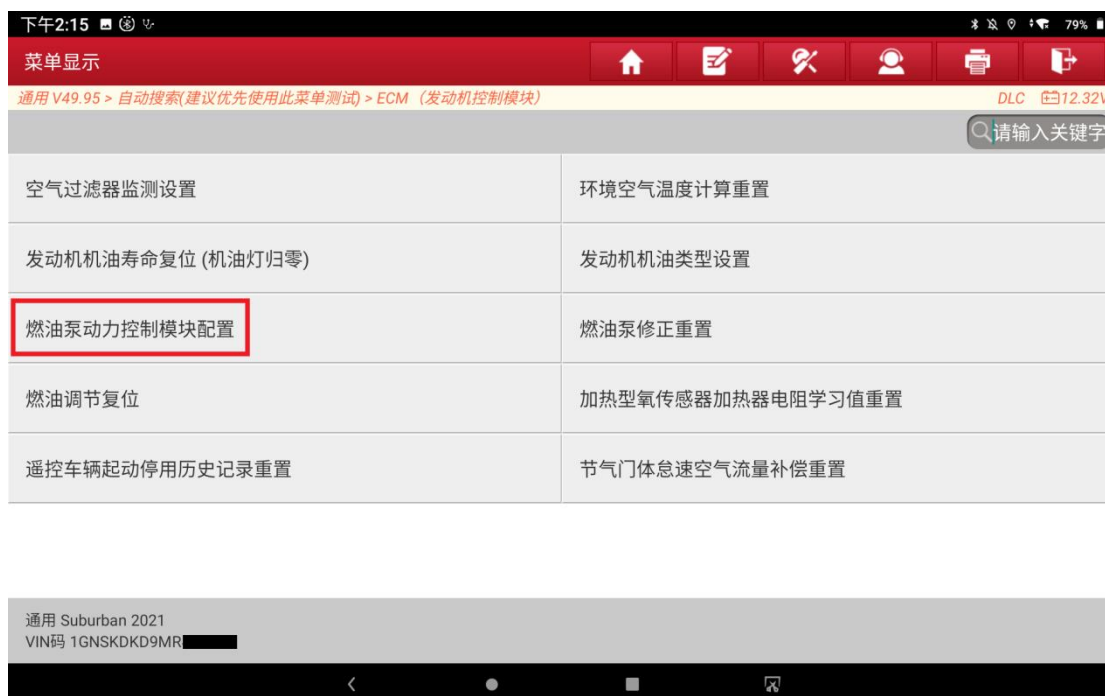 下午2:15
79%
菜单显示
通用 V49.95 > 自动搜索(建议优先使用此菜单测试) > ECM（发动机控制模块）
DLC 12.32V
请输入关键字
空气过滤器监测设置
环境空气温度计算重置
发动机机油寿命复位 (机油灯归零)
发动机机油类型设置
燃油泵动力控制模块配置
燃油泵修正重置
燃油调节复位
加热型氧传感器加热器电阻学习值重置
遥控车辆起动停用历史记录重置
节气门体怠速空气流量补偿重置
通用 Suburban 2021
VIN码 1GNSKDKD9MR